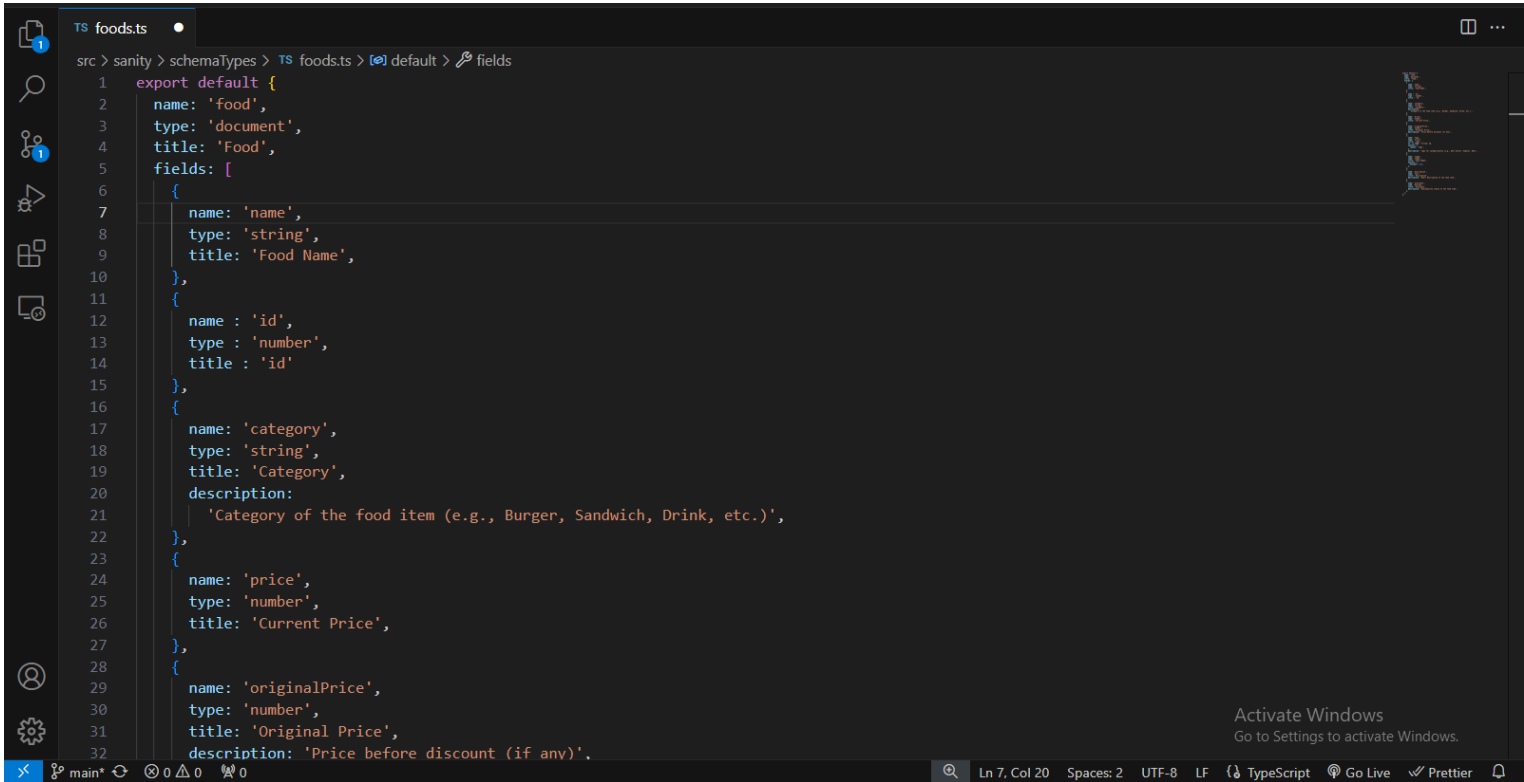 TS foods.ts
src > sanity > schemaTypes > TS foods.ts > default > fields
1 export default {
2 name: 'food',
3 type: 'document',
4 title: 'Food',
5 fields: [
6 {
7 name: 'name',
8 type: 'string',
9 title: 'Food Name',
10 },
11 {
12 name : 'id',
13 type : 'number',
14 title : 'id'
15 },
16 {
17 name: 'category',
18 type: 'string',
19 title: 'Category',
20 description:
21 'Category of the food item (e.g., Burger, Sandwich, Drink, etc.)',
22 },
23 {
24 name: 'price',
25 type: 'number',
26 title: 'Current Price',
27 },
28 {
29 name: 'originalPrice',
30 type: 'number',
31 title: 'Original Price',
32 description: 'Price before discount (if any)',
1
1
Activate Windows
Go to Settings to activate Windows.
main* 0 0 0 Ln 7, Col 20 Spaces: 2 UTF-8 LF {} TypeScript Go Live Prettier